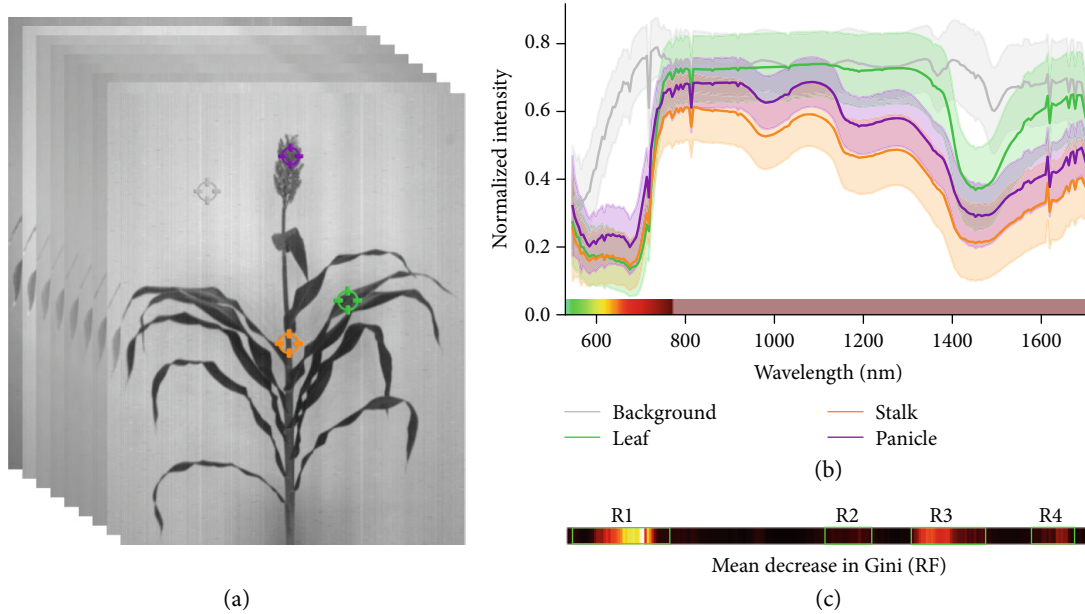 0.8
0.6
0.4
0.2
0.0
Normalized intensity
600 800 1000 1200 1400 1600
Wavelength (nm)
Background Stalk
Leaf Panicle
(b)
R1 R2 R3 R4
Mean decrease in Gini (RF)
(a) (c)